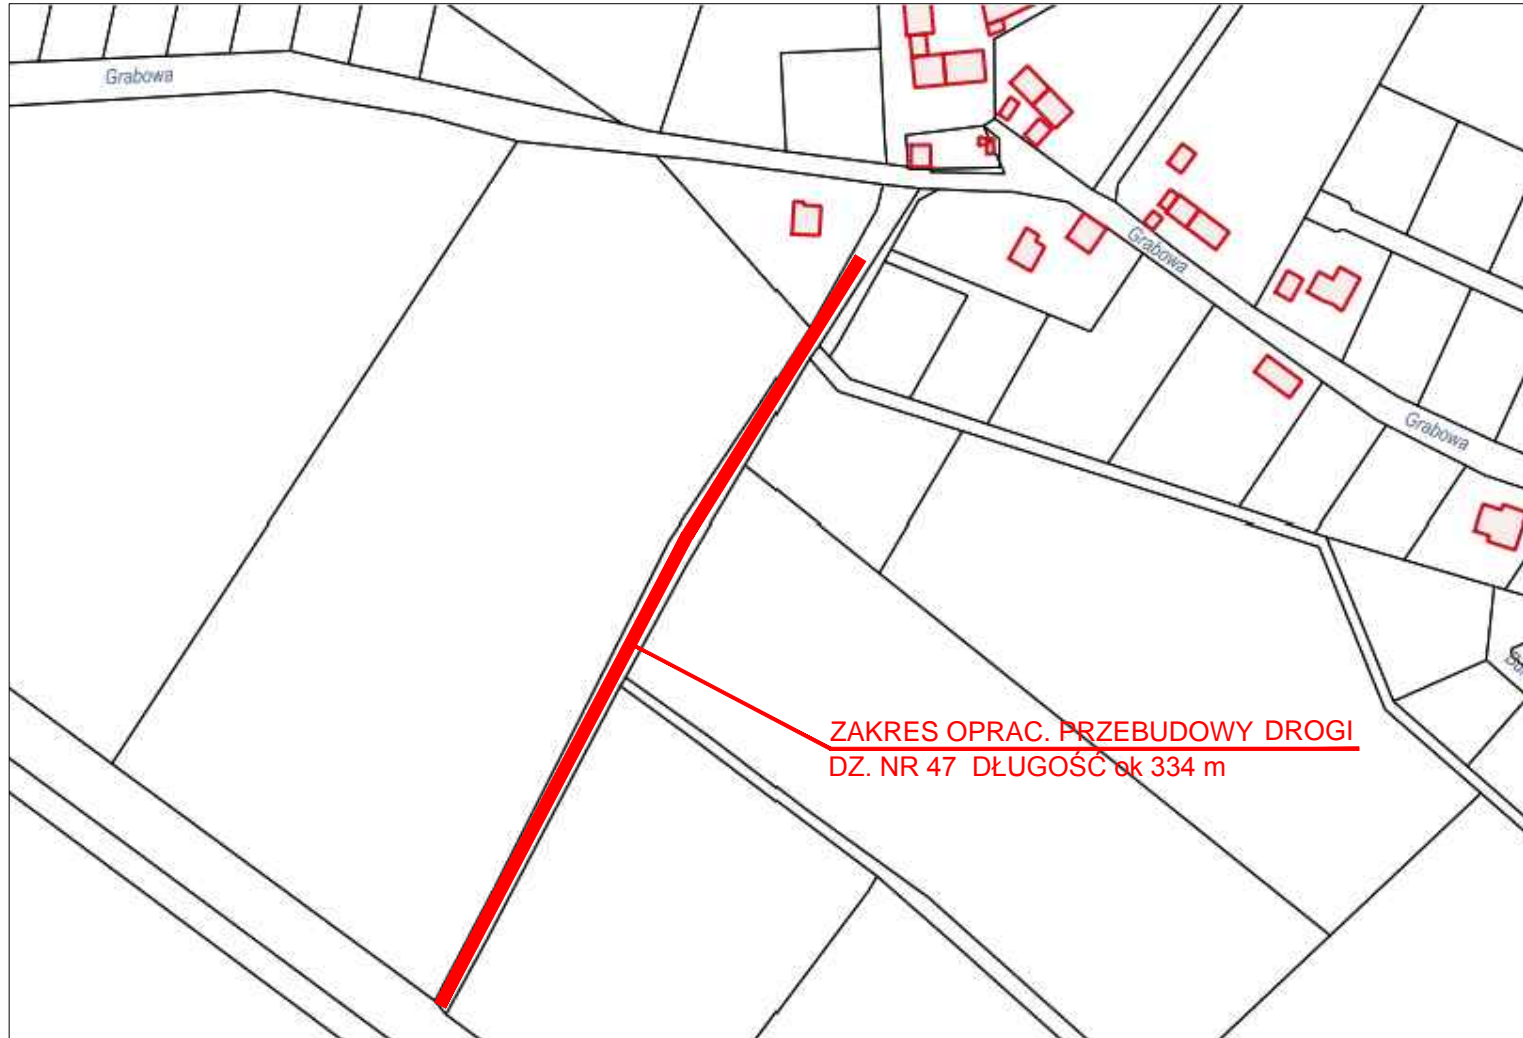 Grabowa
Grabowa
Grabowa
ZAKRES OPRAC. PRZEBUDOWY DROGI
DZ. NR 47 DŁUGOŚĆ ok 334 m